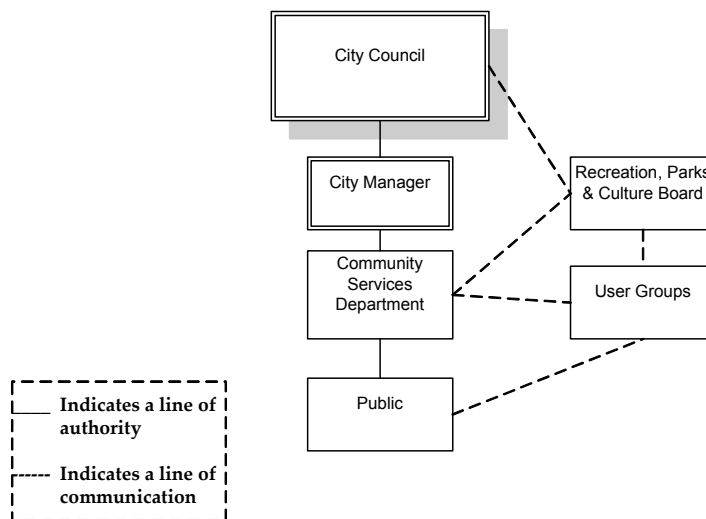 City Council
City Manager
Recreation, Parks
& Culture Board
Community
Services
Department
User Groups
Public
Indicates a line of
authority
Indicates a line of
communication